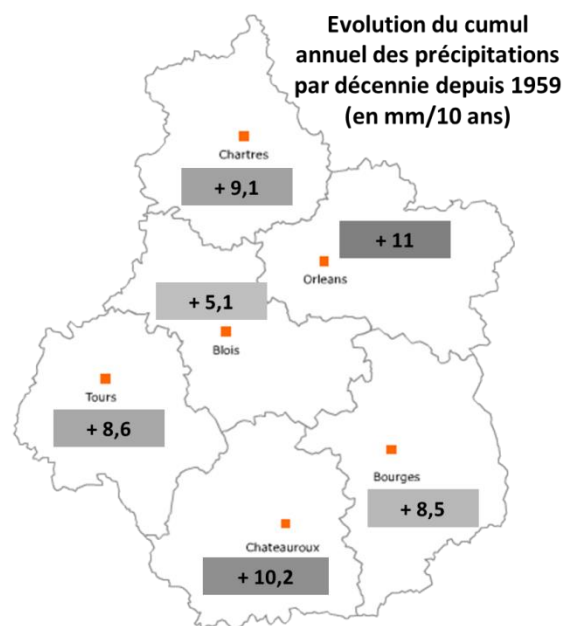 Evolution du cumul
annuel des précipitations
par décennie depuis 1959
(en mm/10 ans)
Chartres
+ 9,1
+ 11
Orleans
+ 5,1
Blois
Tours
+ 8,6
Bourges
+ 8,5
Chateauroux
+ 10,2